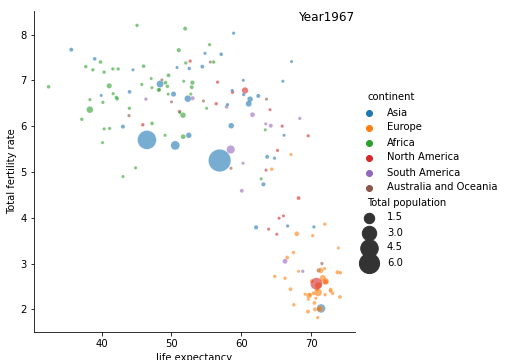 Year1967
8
7
6
5
4
3
2
Total fertility rate
40
50
60
70
life expectancy
continent
Asia
Europe
Africa
North America
South America
Australia and Oceania
Total population
1.5
3.0
4.5
6.0